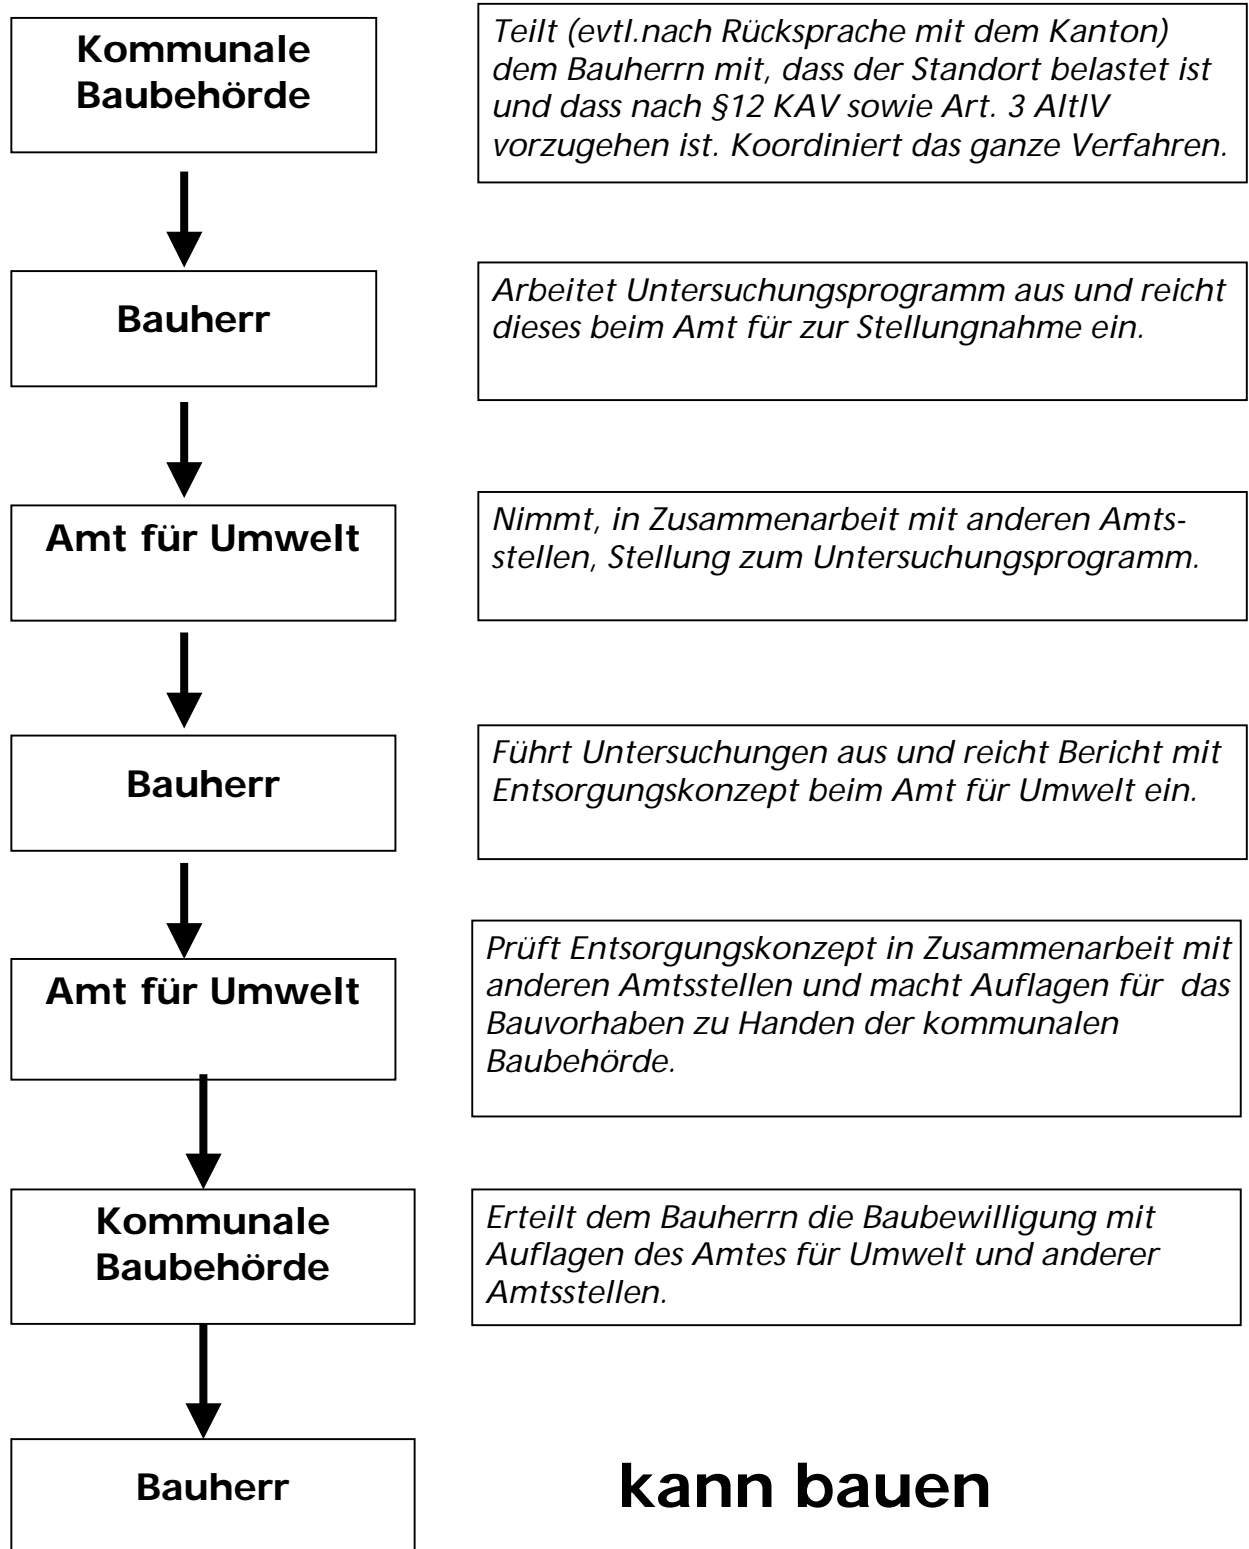 Kommunale
Baubehörde
Teilt (evtl.nach Rücksprache mit dem Kanton)
dem Bauherrn mit, dass der Standort belastet ist
und dass nach §12 KAV sowie Art. 3 AltlV
vorzugehen ist. Koordiniert das ganze Verfahren.
Bauherr
Arbeitet Untersuchungsprogramm aus und reicht
dieses beim Amt für zur Stellungnahme ein.
Amt für Umwelt
Nimmt, in Zusammenarbeit mit anderen Amts-
stellen, Stellung zum Untersuchungsprogramm.
Bauherr
Führt Untersuchungen aus und reicht Bericht mit
Entsorgungskonzept beim Amt für Umwelt ein.
Amt für Umwelt
Prüft Entsorgungskonzept in Zusammenarbeit mit
anderen Amtsstellen und macht Auflagen für  das
Bauvorhaben zu Handen der kommunalen
Baubehörde.
Kommunale
Baubehörde
Erteilt dem Bauherrn die Baubewilligung mit
Auflagen des Amtes für Umwelt und anderer
Amtsstellen.
Bauherr
kann bauen